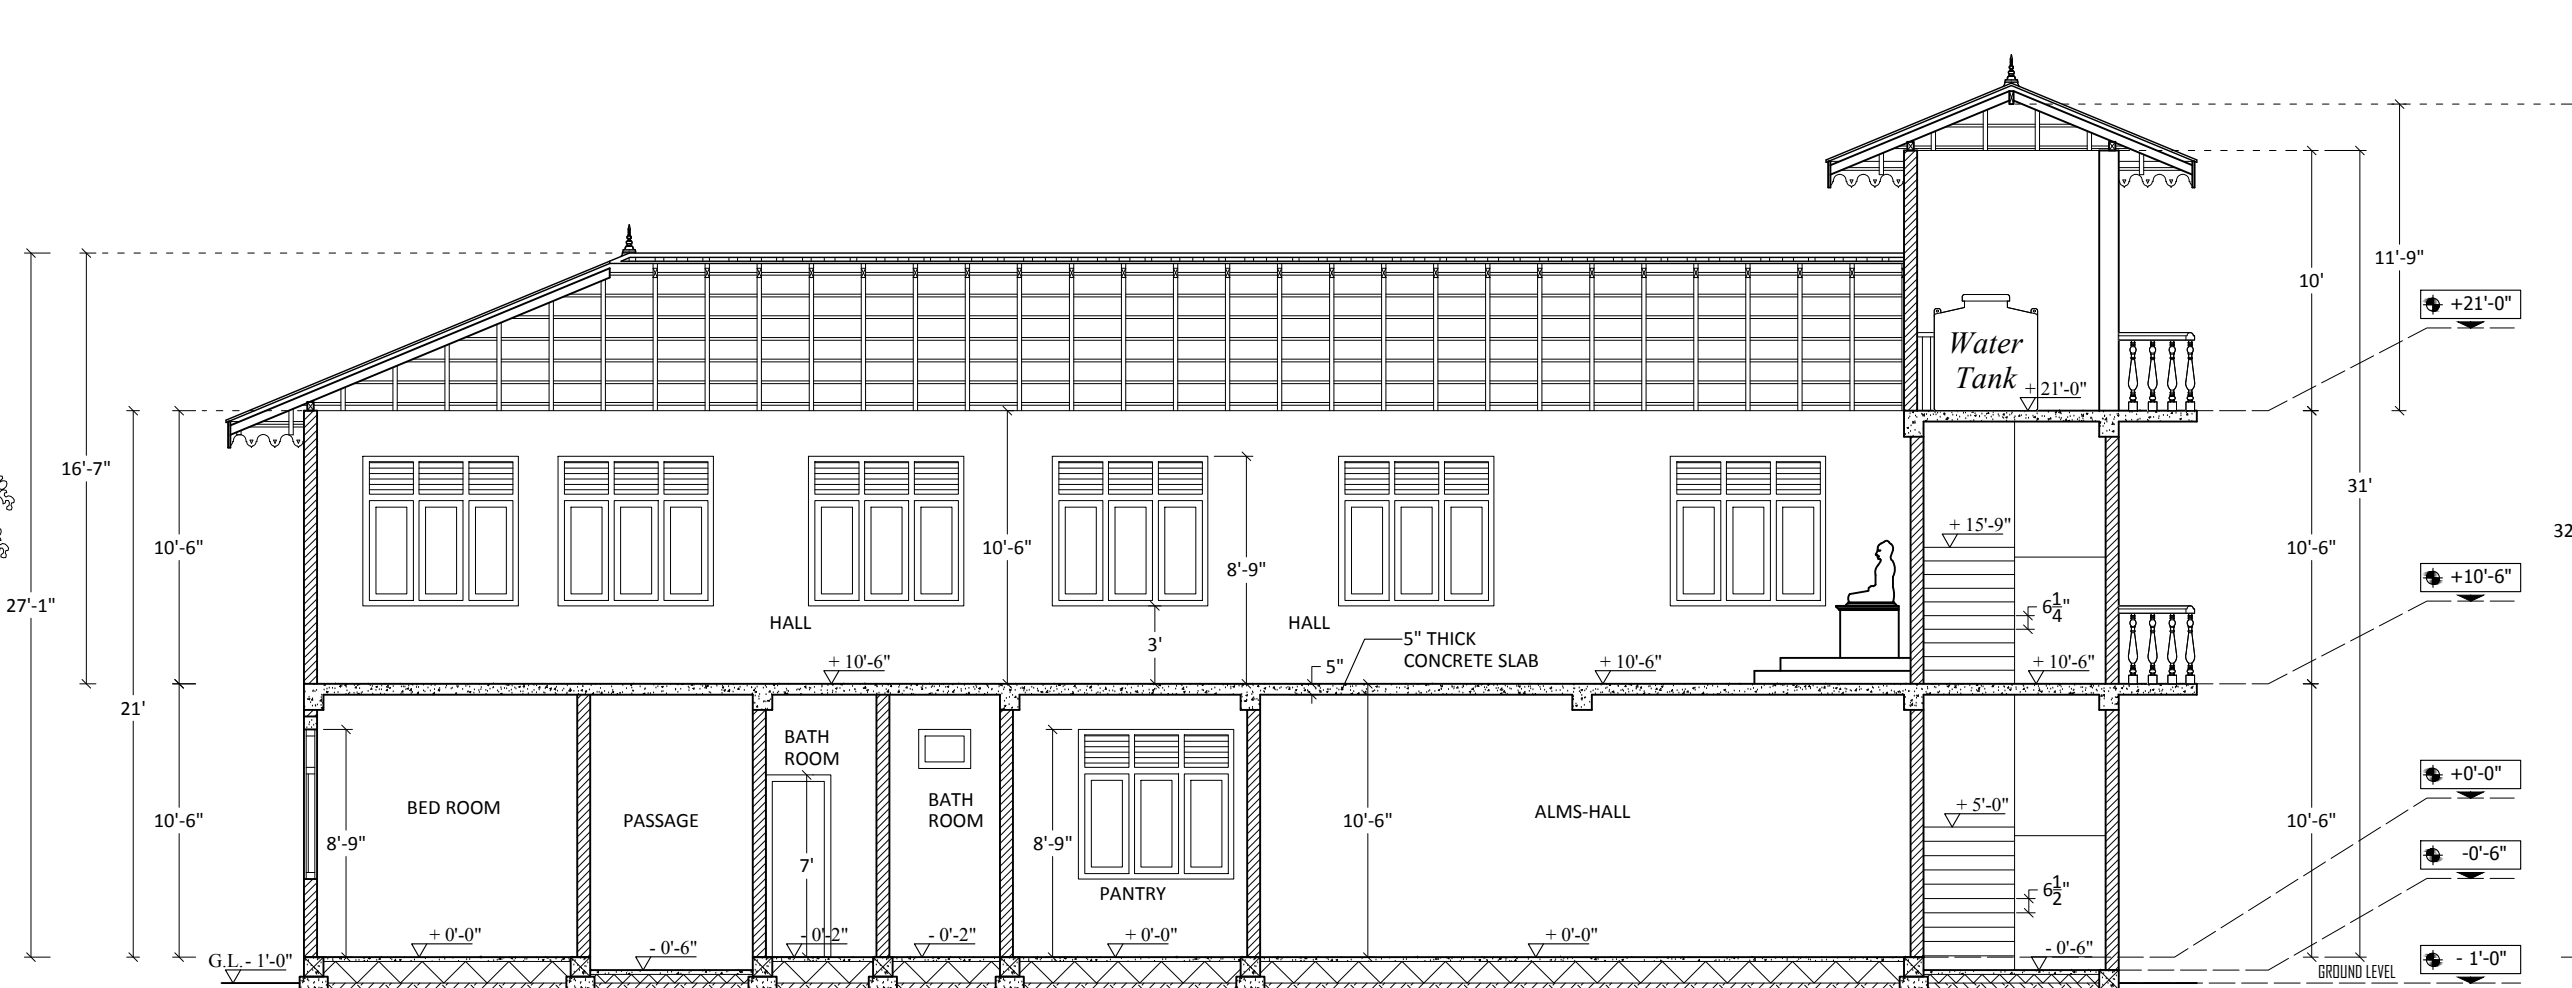 11'-9"
10'
+21'-0"
Water
Tank
+ 21'-0"
16'-7"
31'
+ 15'-9"
32
10'-6"
10'-6"
10'-6"
8'-9"
+10'-6"
27'-1"
6 1/4"
HALL
HALL
3'
5" THICK
CONCRETE SLAB
5"
+ 10'-6"
+ 10'-6"
+ 10'-6"
21'
BATH
ROOM
+0'-0"
BED ROOM
PASSAGE
BATH
ROOM
ALMS-HALL
+ 5'-0"
10'-6"
10'-6"
10'-6"
8'-9"
8'-9"
7'
-0'-6"
PANTRY
6 1/2"
+ 0'-0"
- 0'-6"
- 0'-2"
- 0'-2"
+ 0'-0"
+ 0'-0"
- 0'-6"
G.L.- 1'-0"
GROUND LEVEL
- 1'-0"